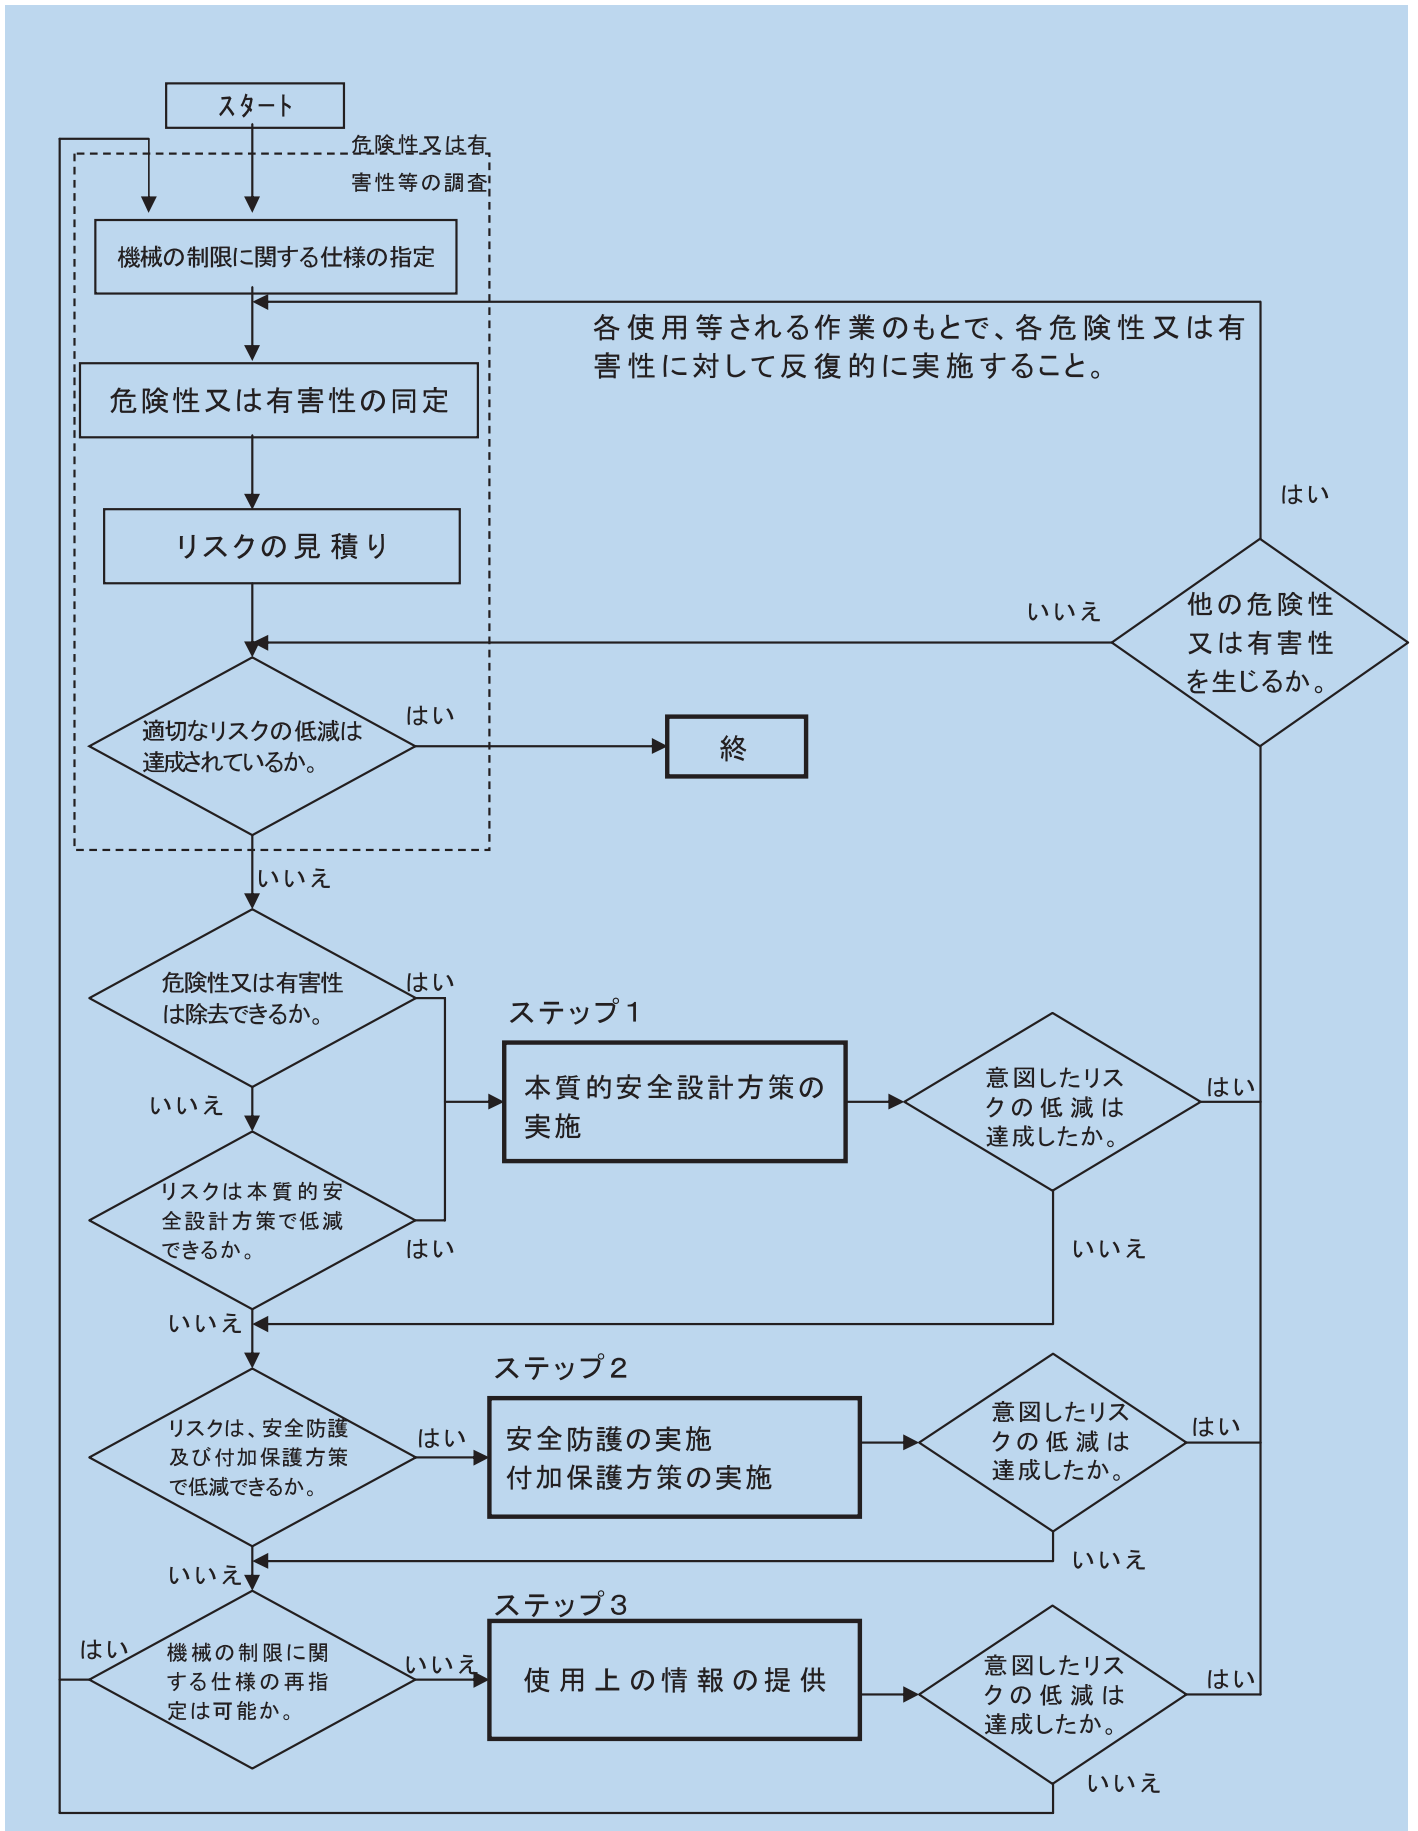 スタート
危険性又は有
害性等の調査
機械の制限に関する仕様の指定
各使用等される作業のもとで、各危険性又は有
害性に対して反復的に実施すること。
危険性又は有害性の同定
はい
リスクの見積り
いいえ
他の危険性
又は有害性
を生じるか。
適切なリスクの低減は
達成されているか。
はい
終
いいえ
危険性又は有害性
は除去できるか。
はい
ステップ1
本質的安全設計方策の
実施
意図したリス
クの低減は
達成したか。
はい
いいえ
リスクは本質的安
全設計方策で低減
できるか。
はい
いいえ
いいえ
ステップ2
リスクは、安全防護
及び付加保護方策
で低減できるか。
はい
安全防護の実施
付加保護方策の実施
意図したリス
クの低減は
達成したか。
はい
いいえ
いいえ
ステップ3
はい
機械の制限に関
する仕様の再指
定は可能か。
いいえ
使用上の情報の提供
意図したリス
クの低減は
達成したか。
はい
いいえ